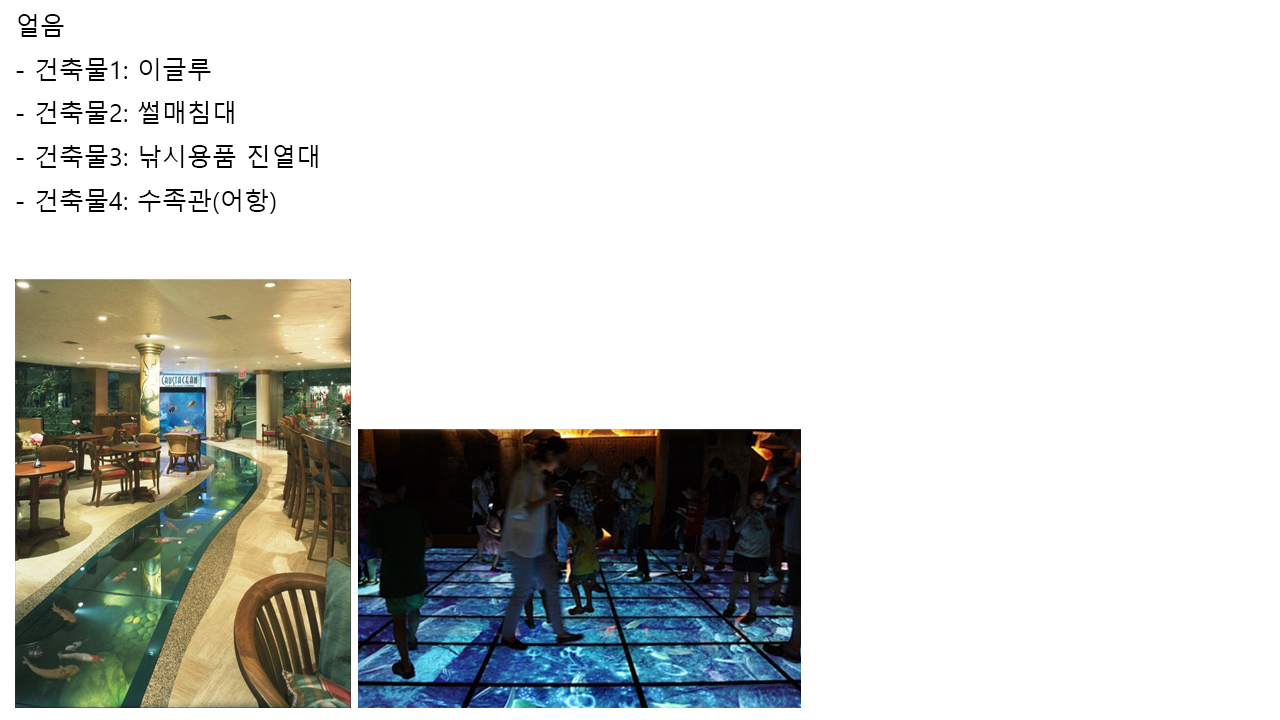 얼음
- 건축물1: 이글루
- 건축물2: 썰매침대
- 건축물3: 낚시용품 진열대
- 건축물4: 수족관(어항)
CRUSTACEAN